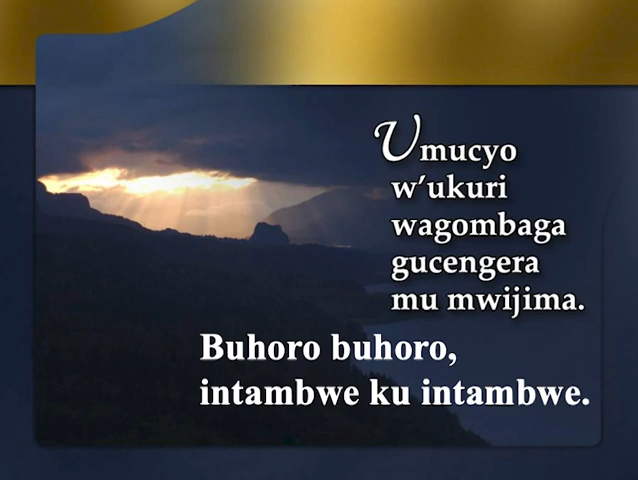 Umucyo
w’ukuri
wagombaga
gucengera
mu mwijima.
Buhoro buhoro,
intambwe ku intambwe.